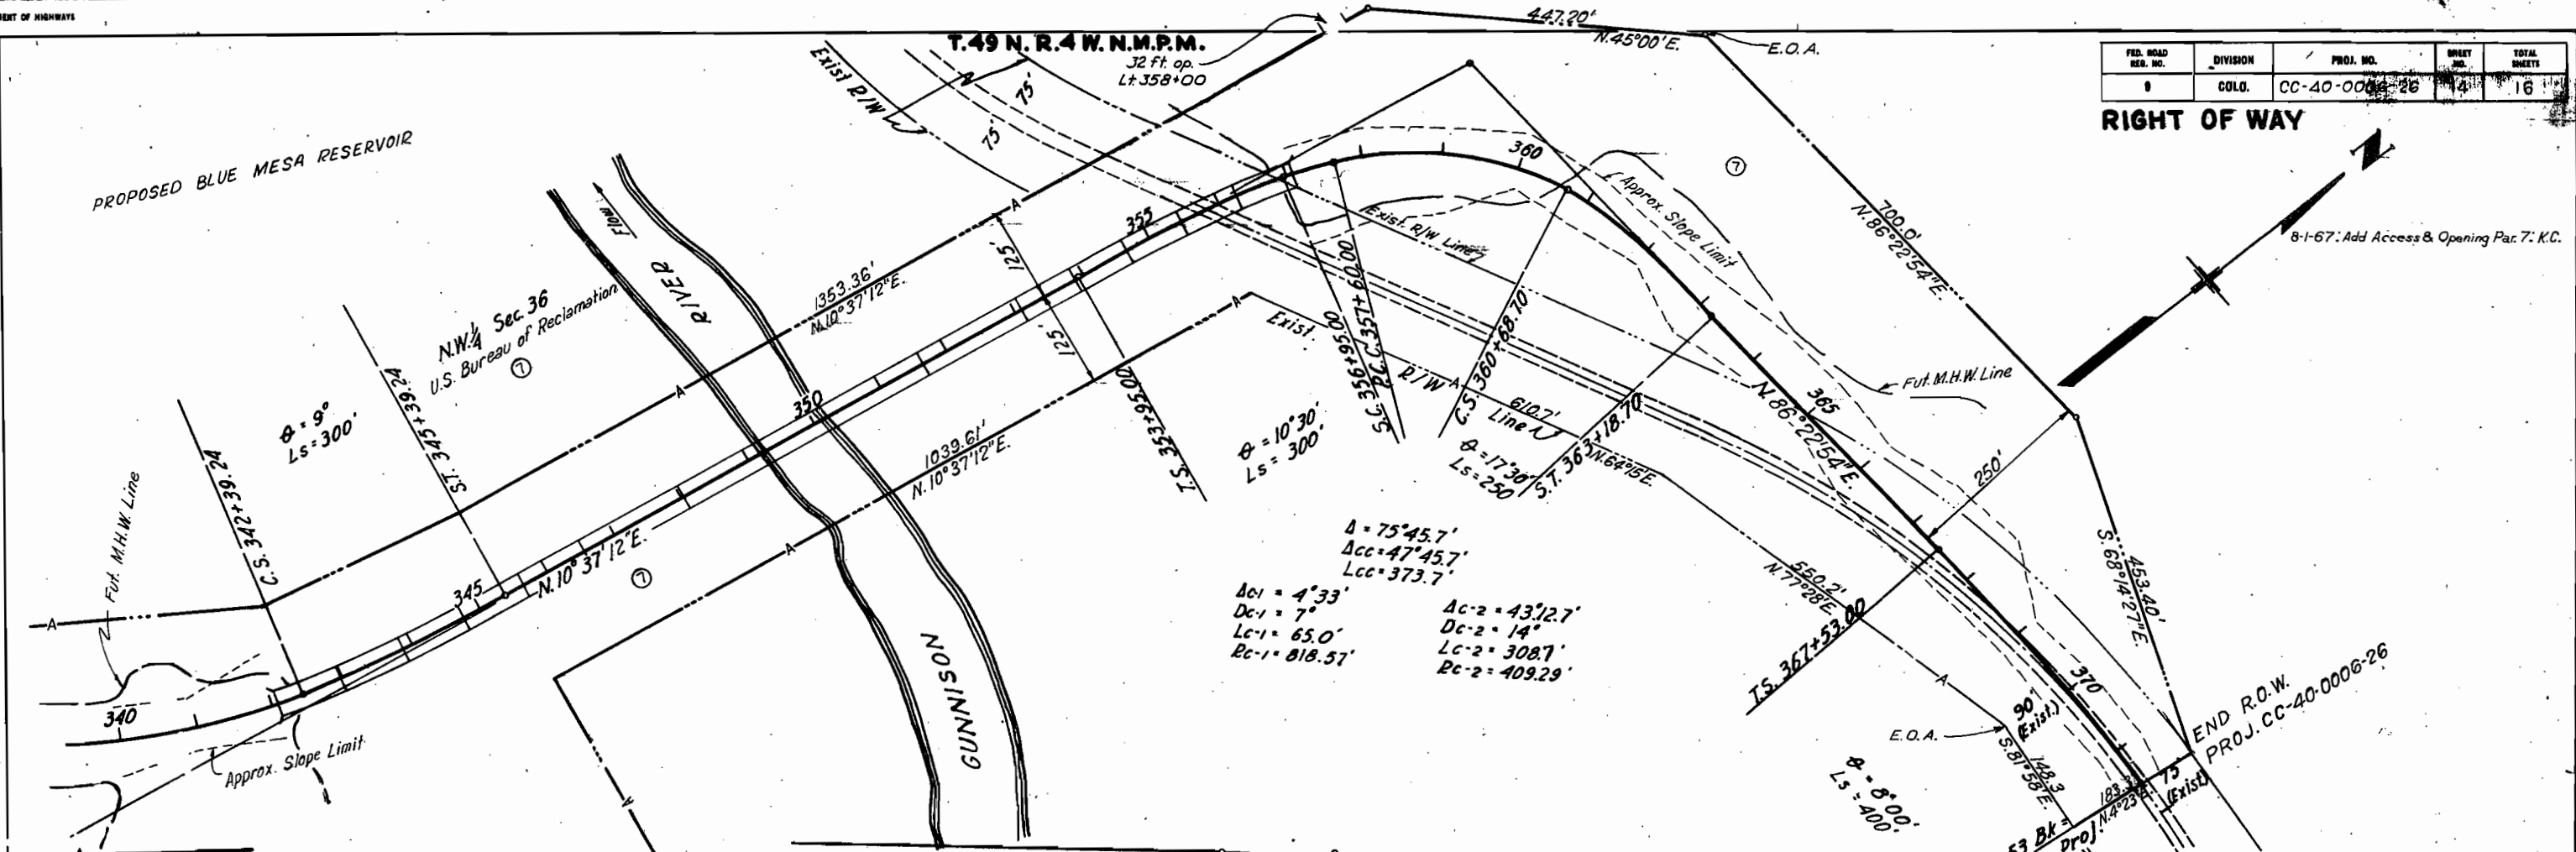 T.49 N. R.4 W. N.M.P.M.
32 ft. op.
Lt. 358+00
447.20'
N.45°00'E.
E.O.A.
FED. ROAD REG. NO.
DIVISION
PROJ. NO.
SHEET NO.
TOTAL SHEETS
9
COLO.
16
RIGHT OF WAY
N
8-1-67: Add Access & Opening Par. 7: K.C.
PROPOSED BLUE MESA RESERVOIR
Exist R/W
75'
75'
360
7
Approx. Slope Limit
700.0'
N.86°22'54"E.
Flow
RIVER
1353.36'
N.10°37'12"E.
A
125'
125'
355
Exist. R/W Line
N.W.¼ Sec. 36
U.S. Bureau of Reclamation
7
A
350
Exist.
R/W
A
Line
610.7'
N.64°15'E.
S.C. 356+95.00
P.C.C. 357+60.00
C.S. 360+68.70
S.T. 363+18.70
N.86°22'54"E.
365
Fut. M.H.W. Line
250'
453.40'
S.68°14'27"E.
θ = 9°
Ls = 300'
S.T. 345+39.24
C.S. 342+39.24
1039.61'
N.10°37'12"E.
T.S. 353+95.00
θ = 10°30'
Ls = 300'
θ = 17°30'
Ls = 250
Δ = 75°45.7'
Δcc = 47°45.7'
Lcc = 373.7'
Δc-1 = 4°33'
Dc-1 = 7°
Lc-1 = 65.0'
Rc-1 = 818.57'
Δc-2 = 43°12.7'
Dc-2 = 14°
Lc-2 = 308.7'
Rc-2 = 409.29'
550.2'
N.77°28'E.
T.S. 367+53.00
A
Fut. M.H.W. Line
A
345
N.10°37'12"E.
7
A
340
Approx. Slope Limit
A
GUNNISON
370
90
(Exist.)
E.O.A.
148.3
S.81°58'E.
θ = 8°00'
Ls = 400'
75'
(Exist)
END R.O.W.
PROJ. CC-40-0006-26
53 Bk =
Proj.